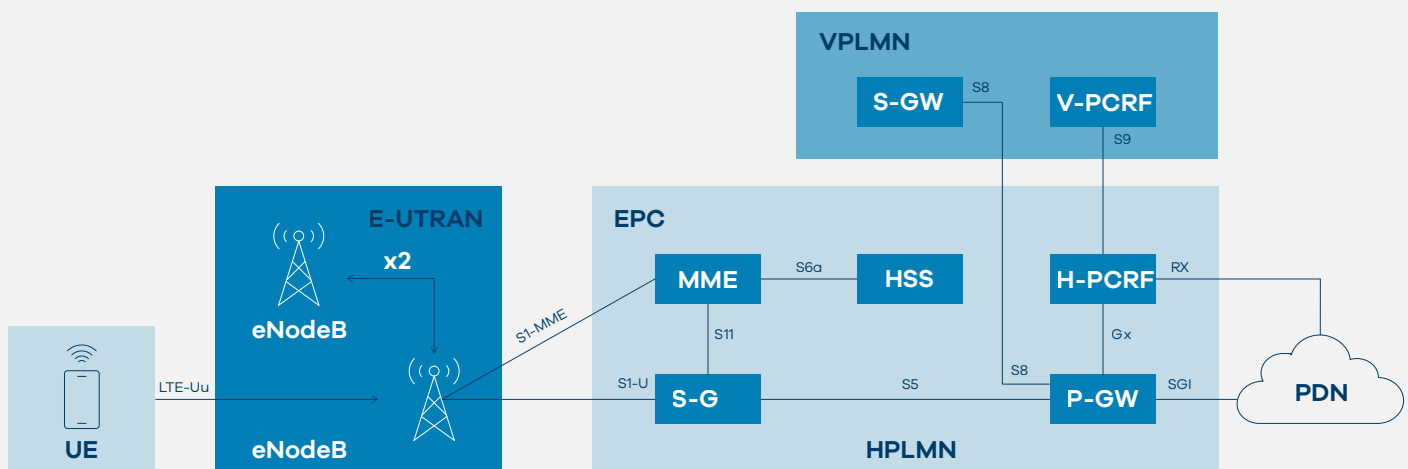 VPLMN
S-GW
S8
V-PCRF
S9
E-UTRAN
x2
eNodeB
EPC
MME
S6a
HSS
H-PCRF
RX
S1-MME
S11
Gx
UE
LTE-Uu
eNodeB
S1-U
S-G
S5
S8
P-GW
SGI
PDN
HPLMN